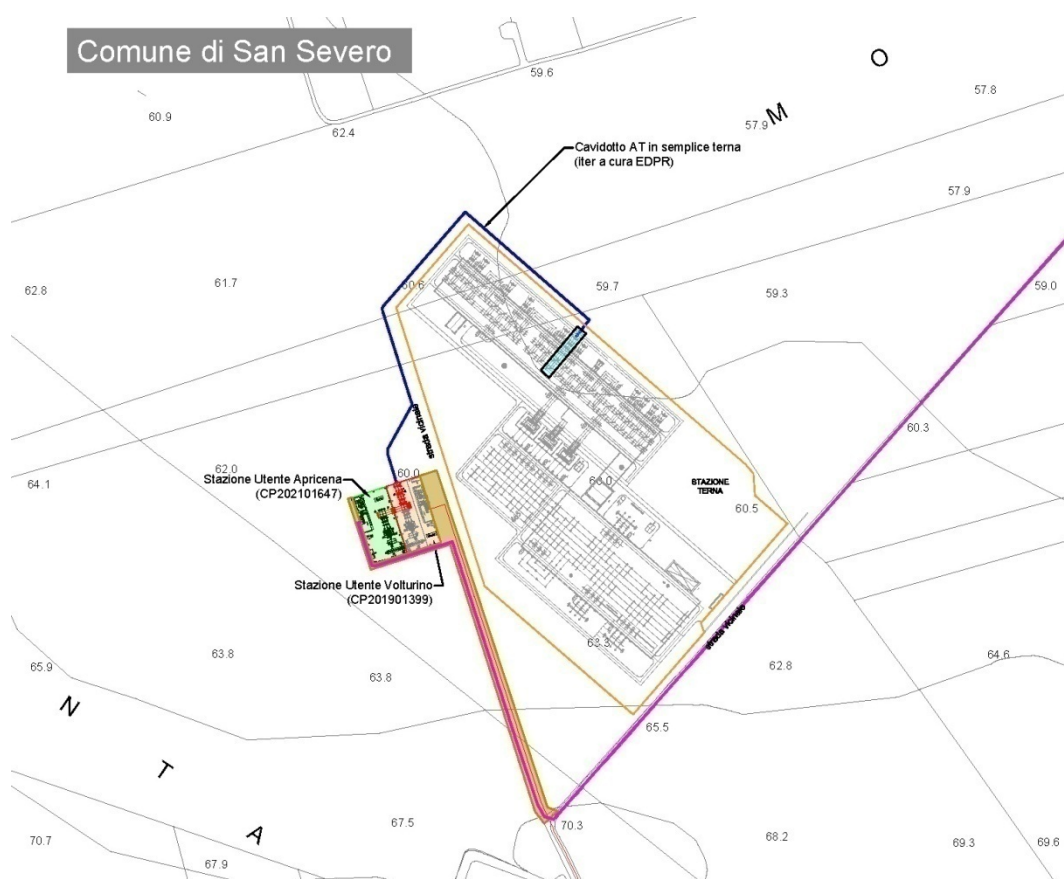 Comune di San Severo
O
59.6
57.8
60.9
M
57.9
62.4
Cavidotto AT in semplice terna
(iter a cura EDPR)
57.9
61.7
60.6
59.7
59.3
59.0
62.8
strada vicinale
60.3
62.0
60.0
64.1
Stazione Utente Apricena
(CP202101647)
60.0
STAZIONE
TERNA
60.5
Stazione Utente Volturino
(CP201901399)
63.3
strada vicinale
63.8
62.8
64.6
65.9
63.8
N
65.5
T
A
67.5
70.3
70.7
68.2
69.3
69.6
67.9